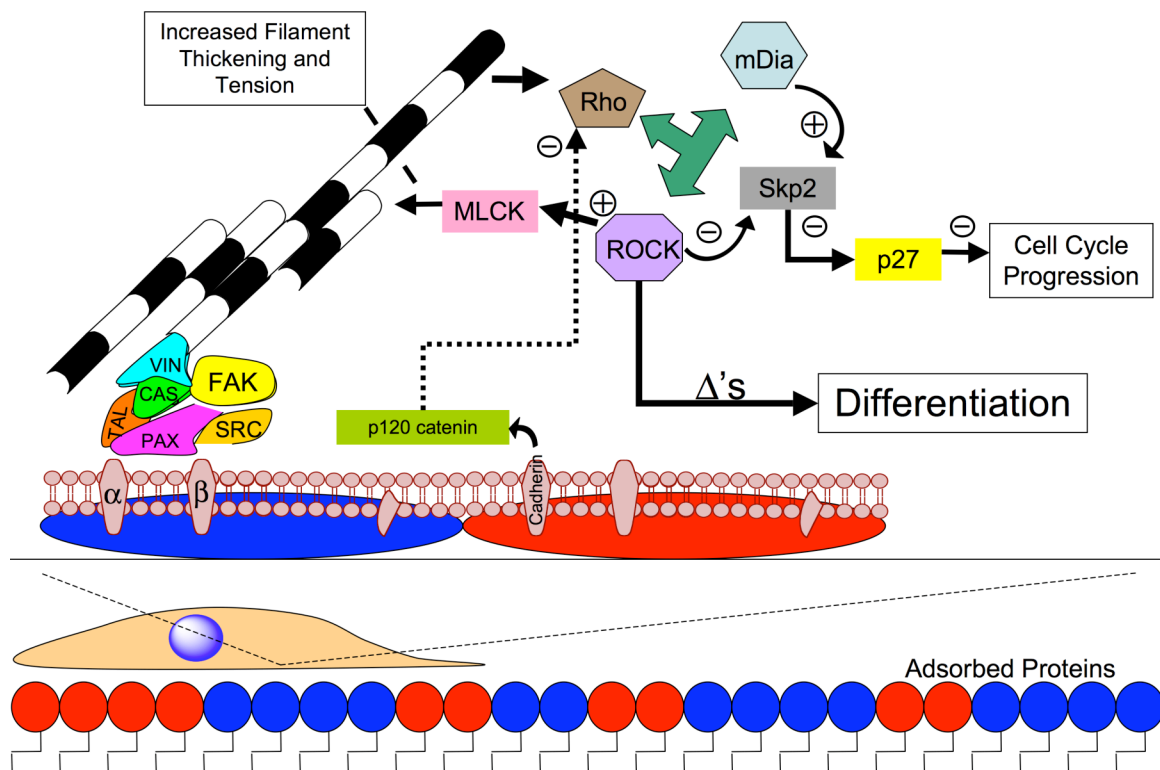 Increased Filament
Thickening and
Tension
mDia
Rho
⊕
⊖
Skp2
MLCK
⊕
ROCK
⊖
⊖
⊖
p27
Cell Cycle
Progression
VIN
FAK
CAS
TAL
PAX
SRC
p120 catenin
Δ's
Differentiation
Cadherin
α
β
Adsorbed Proteins